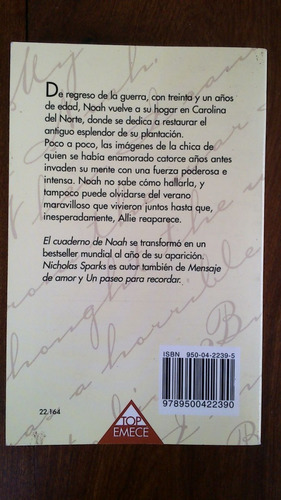 De regreso de la guerra, con treinta y un años
de edad, Noah vuelve a su hogar en Carolina
del Norte, donde se dedica a restaurar el
antiguo esplendor de su plantación.
Poco a poco, las imágenes de la chica de
quien se había enamorado catorce años antes
invaden su mente con una fuerza poderosa e
intensa. Noah no sabe cómo hallarla, y
tampoco puede olvidarse del verano
maravilloso que vivieron juntos hasta que,
inesperadamente, Allie reaparece.
El cuaderno de Noah se transformó en un
bestseller mundial al año de su aparición.
Nicholas Sparks es autor también de Mensaje
de amor y Un paseo para recordar.
ISBN 950-04-2239-5
9789500422390
22.164
TOP
EMECE